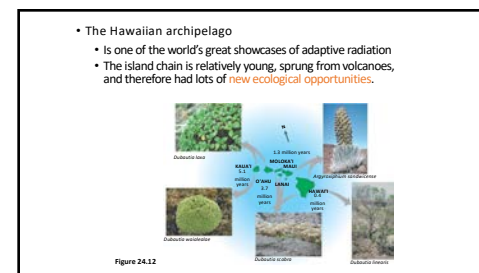 • The Hawaiian archipelago
• Is one of the world's great showcases of adaptive radiation
• The island chain is relatively young, sprung from volcanoes,
and therefore had lots of new ecological opportunities.
N
1.3 million years
Dubautia laxa
MOLOKA'I
MAUI
KAUA'I
5.1
million
years
Argyroxiphium sandwicense
O'AHU
3.7
million
years
LANAI
HAWAI'I
0.4
million
years
Dubautia waialealae
Dubautia scabra
Dubautia linearis
Figure 24.12